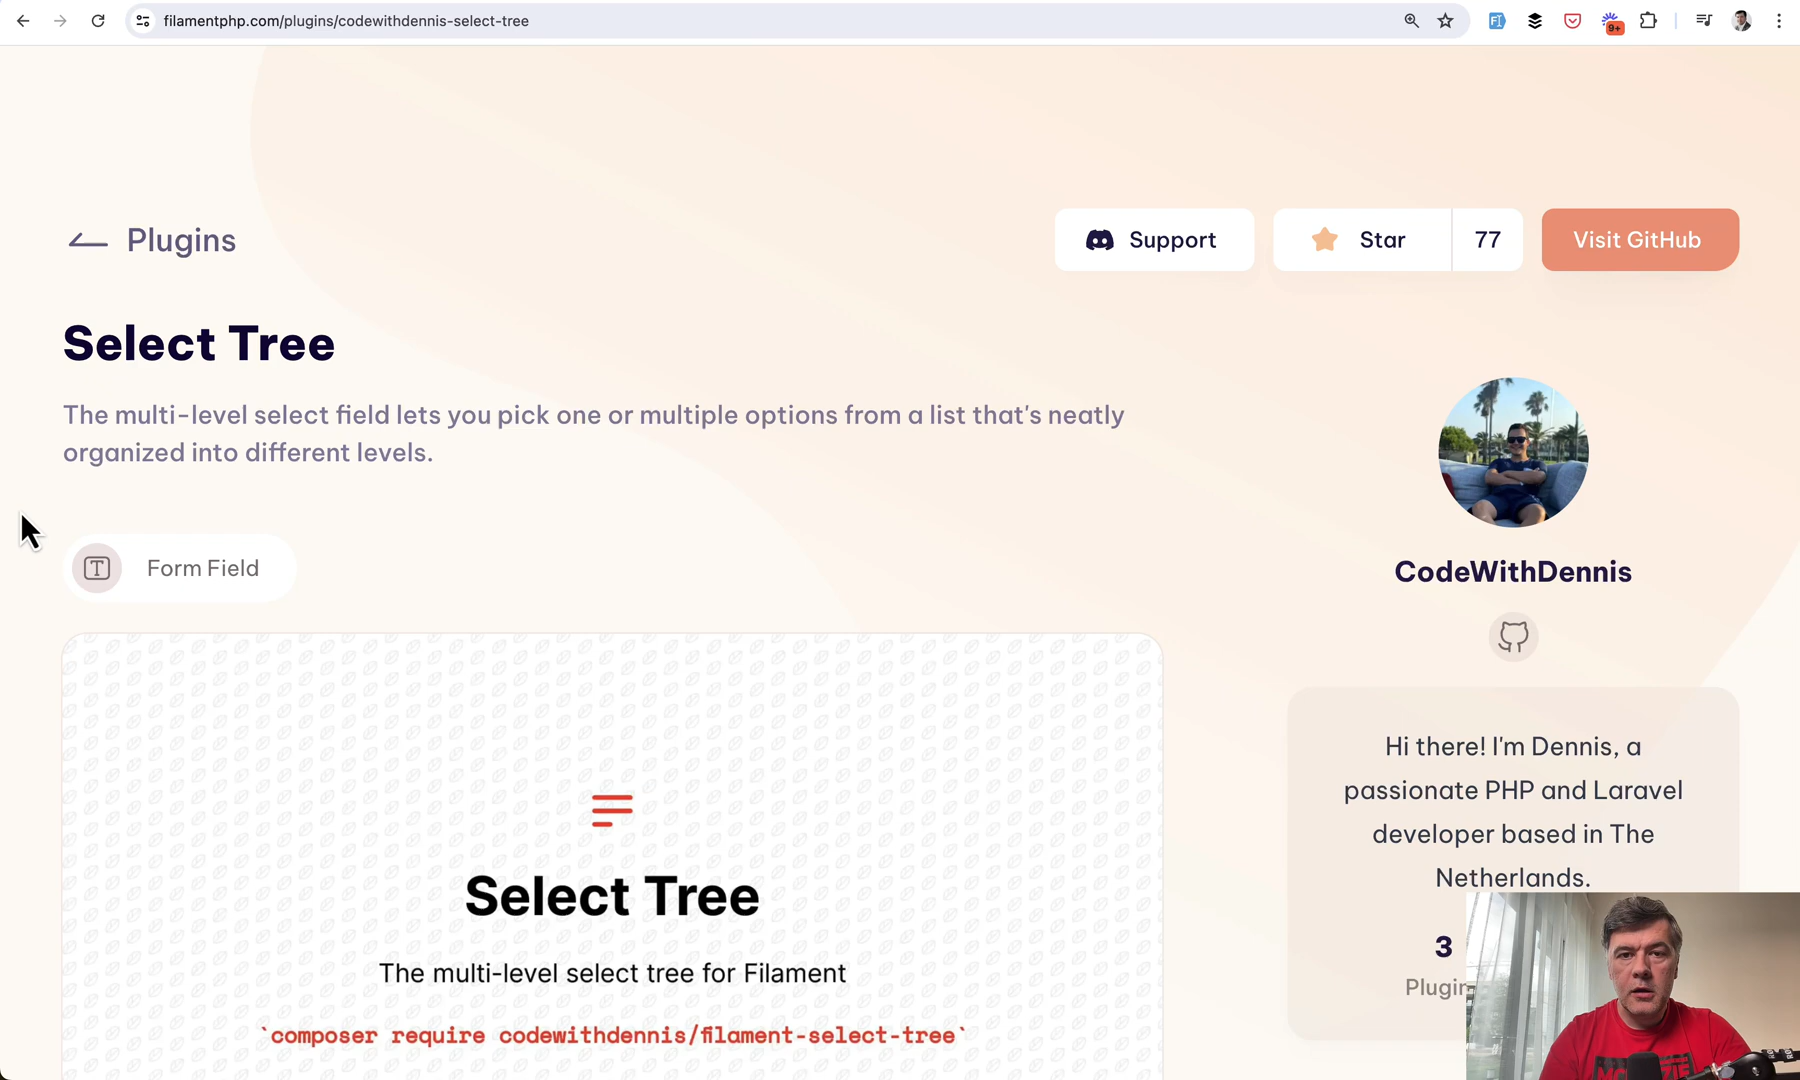 filamentphp.com/plugins/codewithdennis-select-tree
9+
Plugins
Support
Star
77
Visit GitHub
Select Tree
The multi-level select field lets you pick one or multiple options from a list that's neatly
organized into different levels.
Form Field
CodeWithDennis
Hi there! I'm Dennis, a
passionate PHP and Laravel
developer based in The
Netherlands.
3
Select Tree
The multi-level select tree for Filament
`composer require codewithdennis/filament-select-tree`